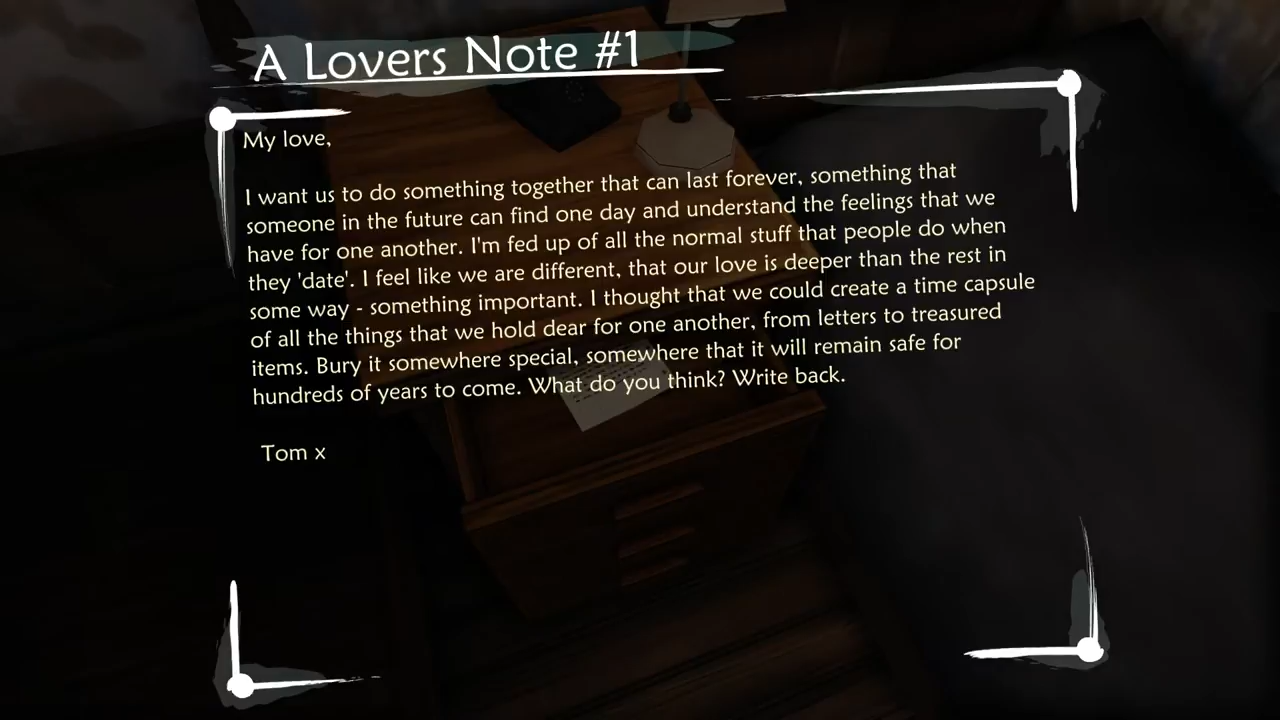 A Lovers Note #1
My love,
I want us to do something together that can last forever, something that
someone in the future can find one day and understand the feelings that we
have for one another. I'm fed up of all the normal stuff that people do when
they 'date'. I feel like we are different, that our love is deeper than the rest in
some way - something important. I thought that we could create a time capsule
of all the things that we hold dear for one another, from letters to treasured
items. Bury it somewhere special, somewhere that it will remain safe for
hundreds of years to come. What do you think? Write back.
Tom x